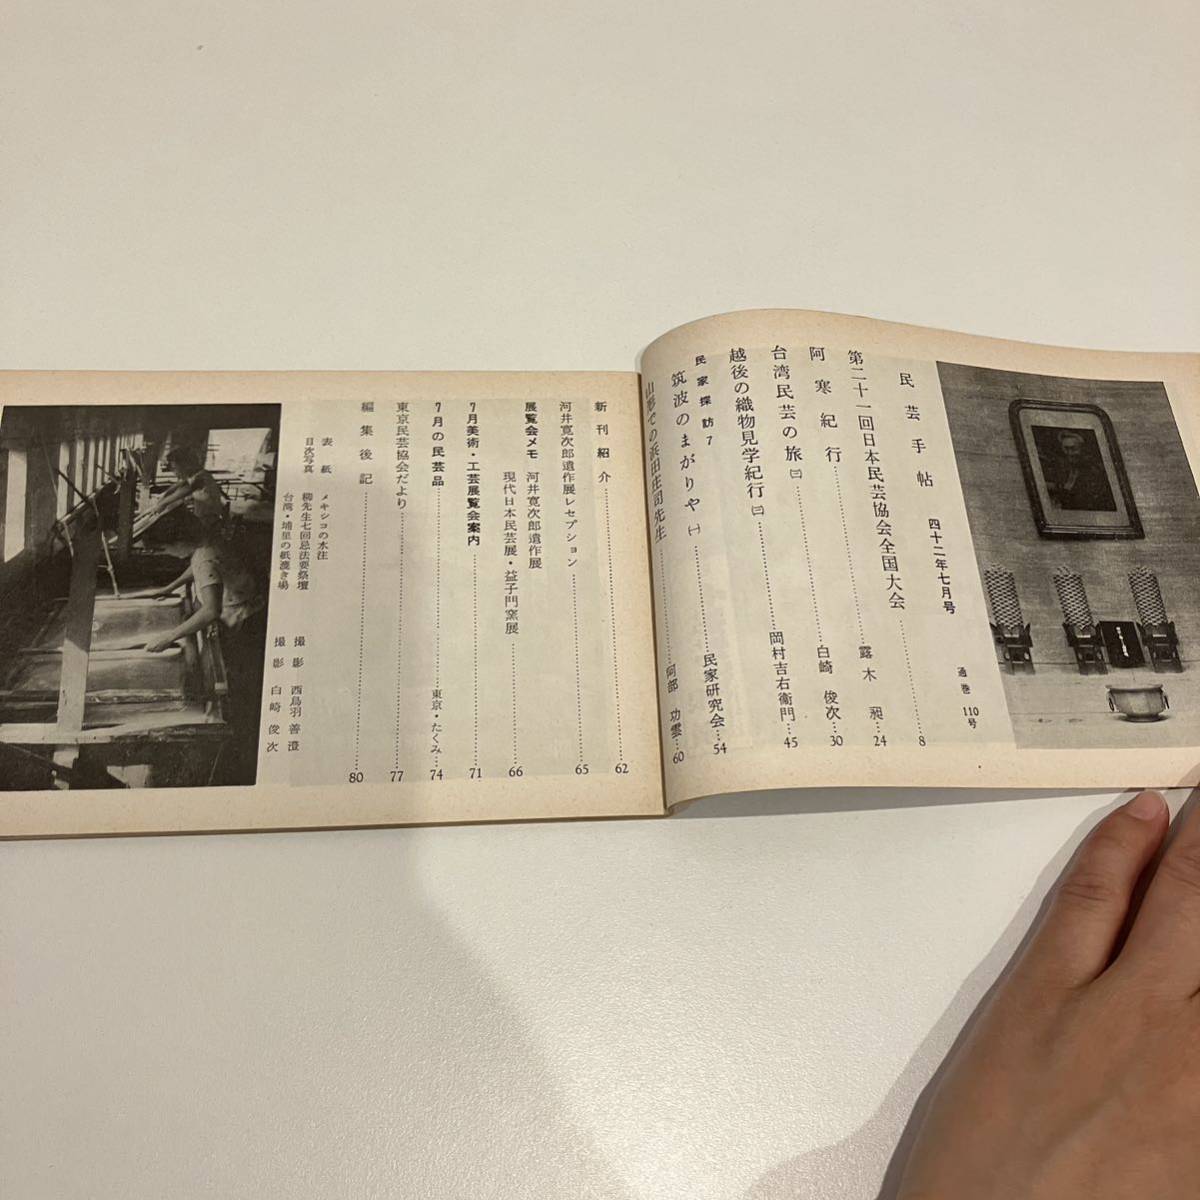 民芸手帖 四十二年七月号 通巻110号
第二十一回日本民芸協会全国大会……8
阿寒紀行……露木 昶…24
台湾民芸の旅㈢……白崎俊次…30
越後の織物見学紀行㈢……岡村吉右衛門…45
民家探訪7
筑波のまがりや㈠……民家研究会…54
山形での浜田庄司先生……阿部 功雲…60
新刊紹介……62
河井寛次郎遺作展レセプション……65
展覧会メモ 河井寛次郎遺作展
現代日本民芸展・益子門窯展……66
7月美術・工芸展覧会案内……71
7月の民芸品……東京・たくみ…74
東京民芸協会だより……77
編集後記……80
表紙 メキシコの水注
目次写真 柳先生七回忌法要祭壇 撮影 西鳥羽善澄
台湾・埔里の紙漉き場 撮影 白崎俊次